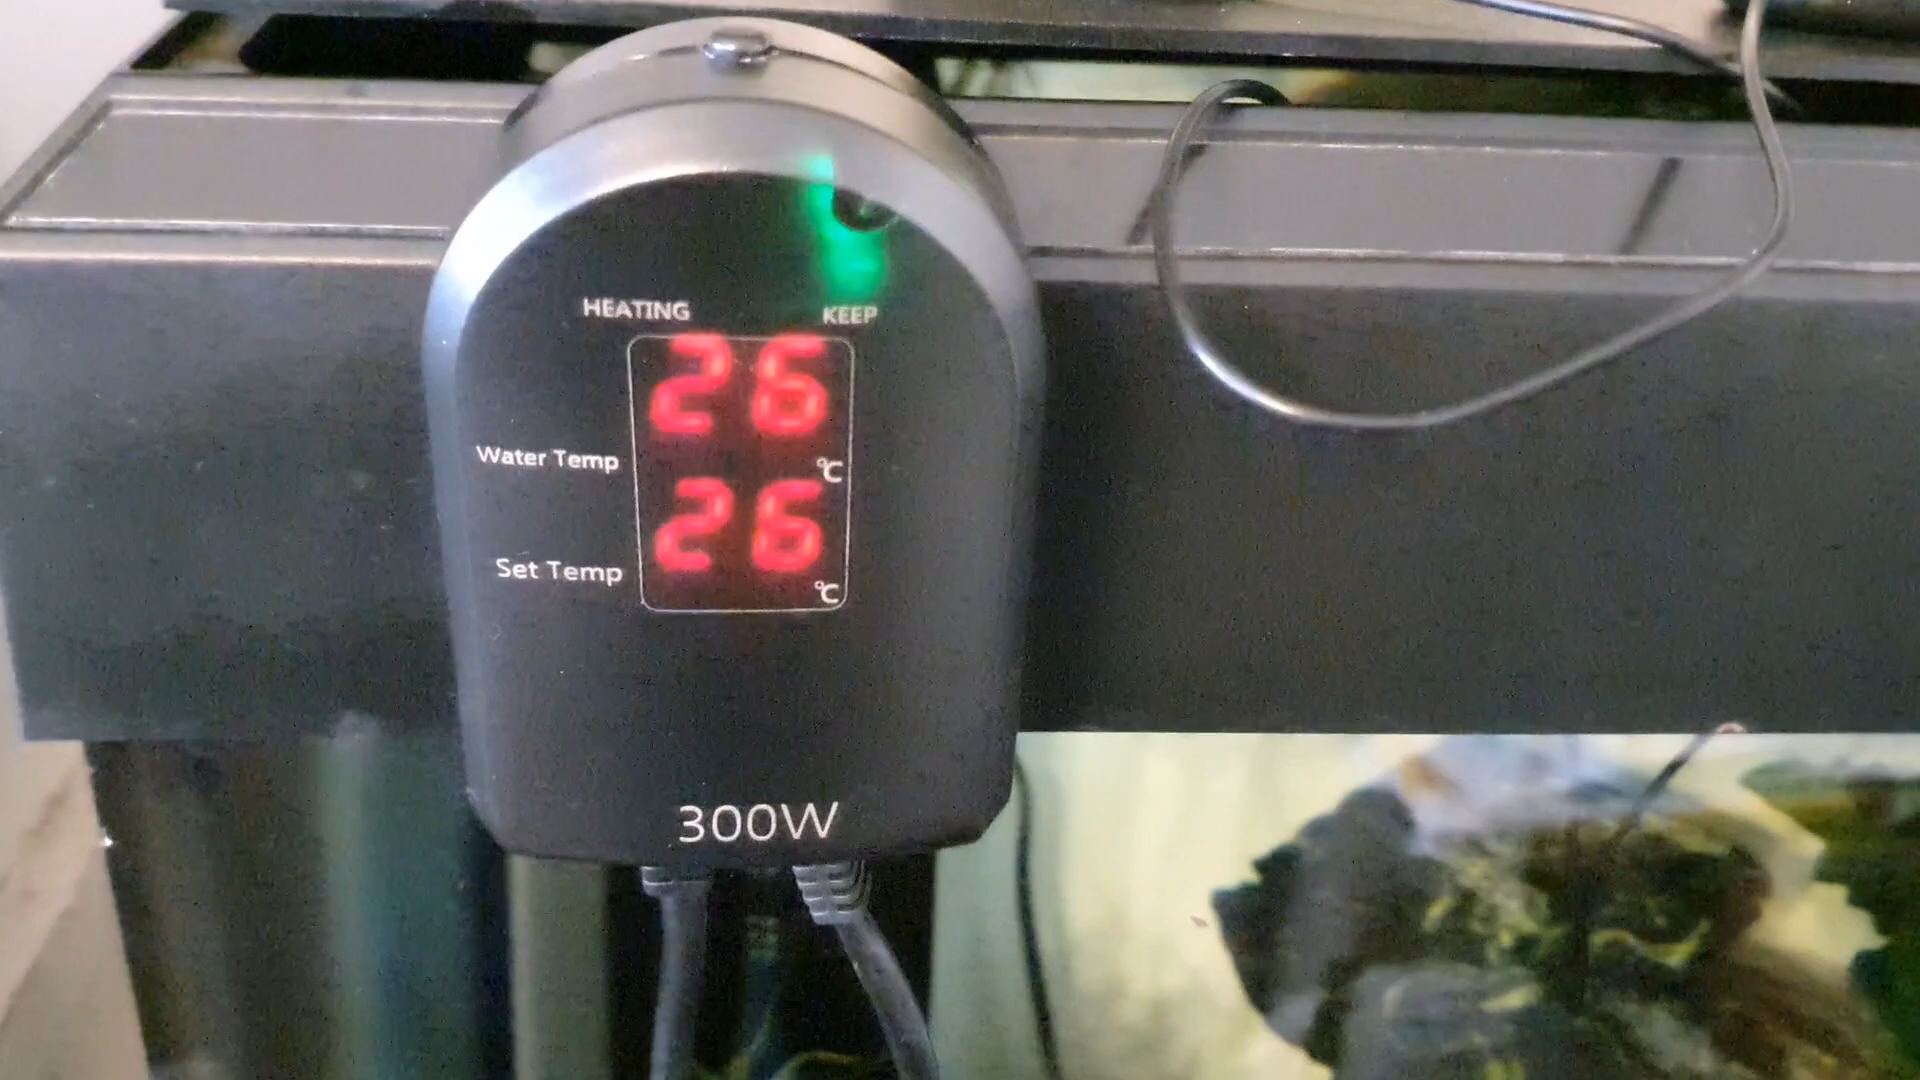 HEATING KEEP
26
Water Temp °C
26
Set Temp °C
300W